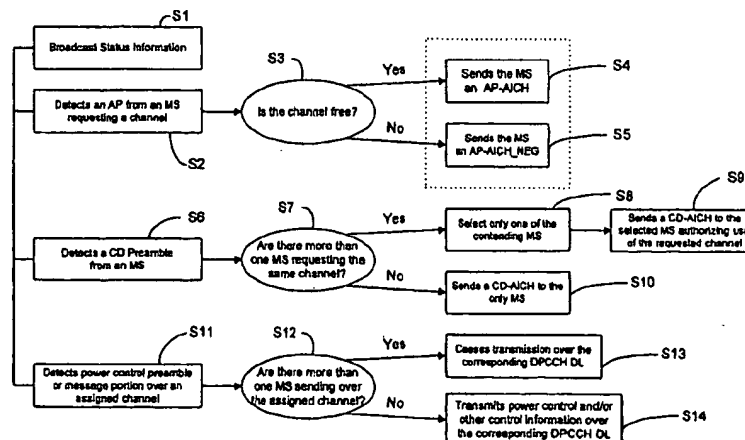 S1
Broadcast Status Information
S3
Yes
Sends the MS
an AP-AICH
S4
Detects an AP from an MS
requesting a channel
Is the channel free?
S2
No
Sends the MS
an AP-AICH_NEG
S5
S6
S7
S8
S9
Detects a CD Preamble
from an MS
Are there more than
one MS requesting the
same channel?
Yes
Select only one of the
contending MS
Sends a CD-AICH to the
selected MS authorizing use
of the requested channel
No
Sends a CD-AICH to the
only MS
S10
S11
S12
Detects power control preamble
or message portion over an
assigned channel
Are there more than
one MS sending over
the assigned channel?
Yes
Ceases transmission over the
corresponding DPCCH DL
S13
No
Transmits power control and/or
other control information over
the corresponding DPCCH DL
S14